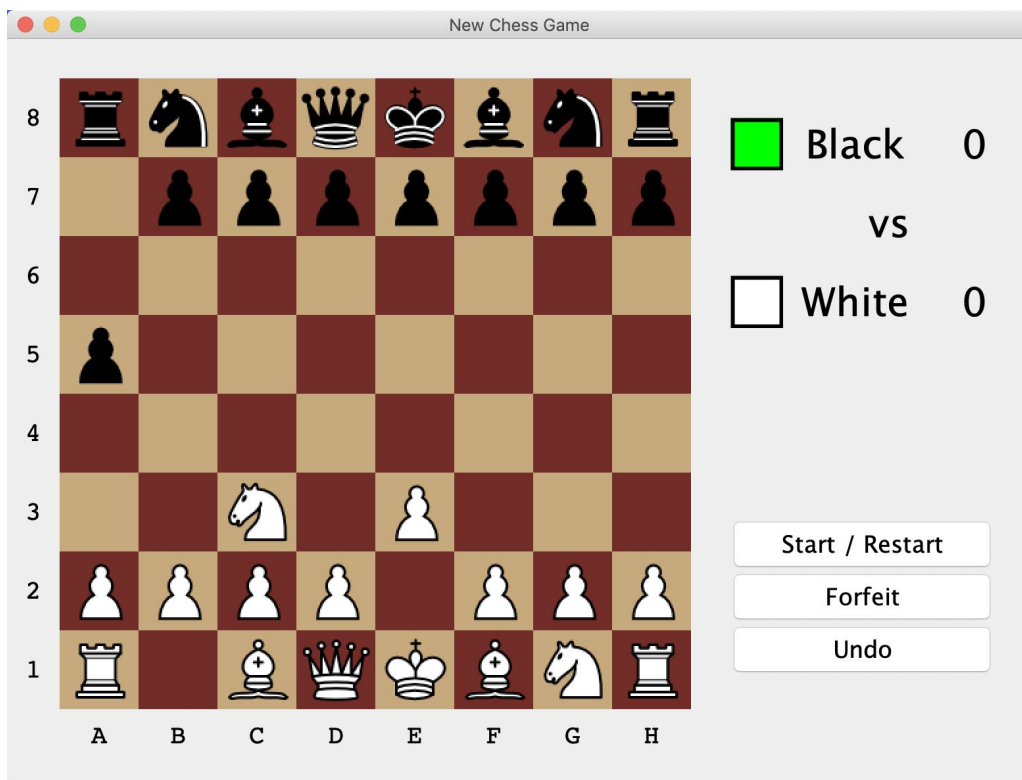 New Chess Game
8
7
6
5
4
3
2
1
A B C D E F G H
Black 0
vs
White 0
Start / Restart
Forfeit
Undo